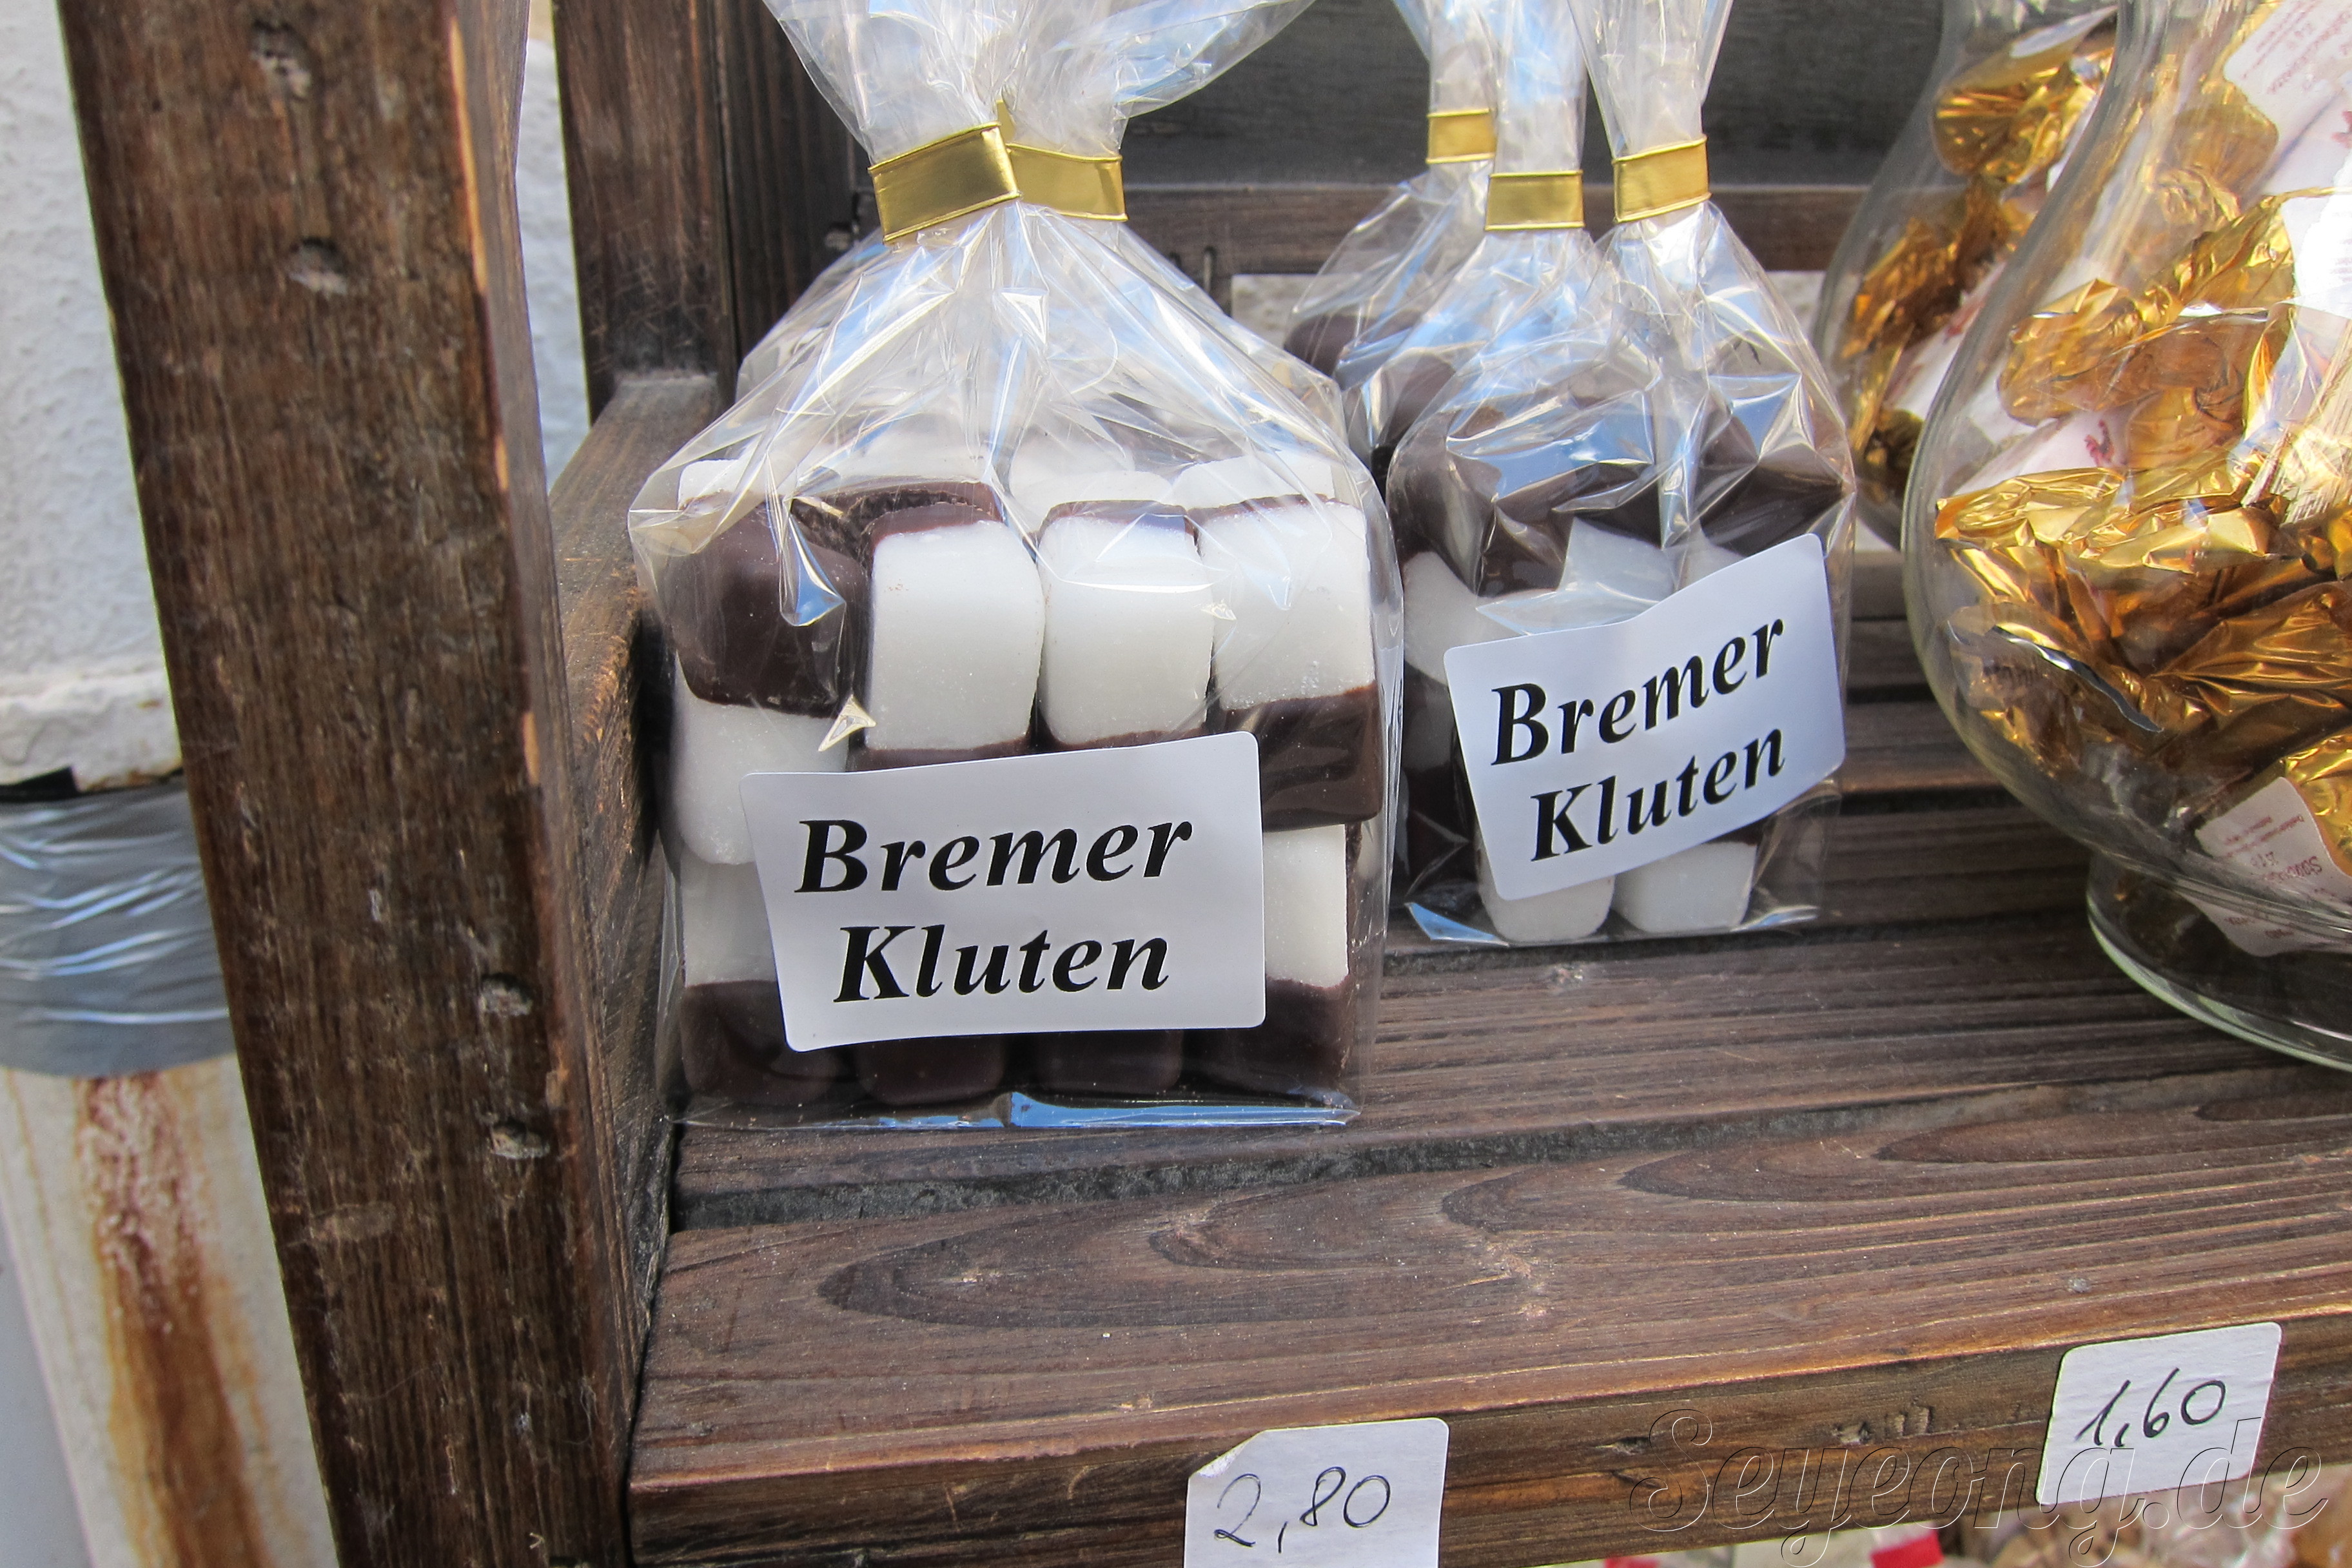 Bremer
Kluten
Bremer
Kluten
2,80
1,60
Seyeong.de